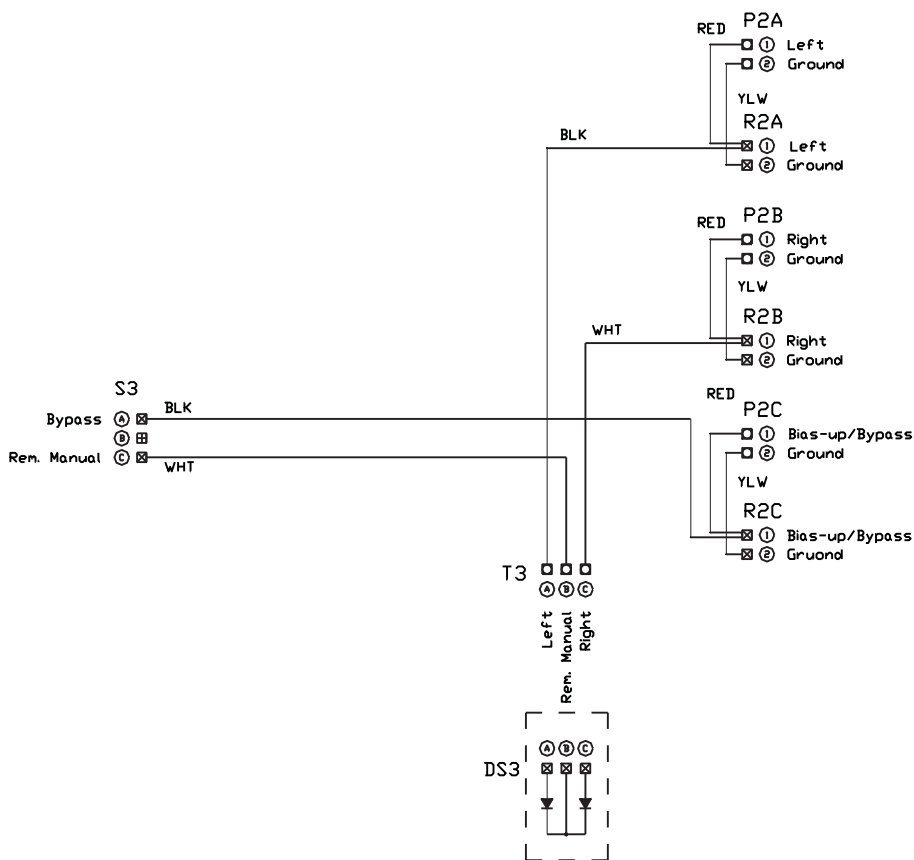 P2A
RED
① Left
② Ground
YLW
R2A
BLK
① Left
② Ground
P2B
RED
① Right
② Ground
YLW
R2B
WHT
① Right
② Ground
S3
RED
P2C
Bypass Ⓐ
BLK
Ⓑ
Rem. Manual Ⓒ
WHT
① Bias-up/Bypass
② Ground
YLW
R2C
① Bias-up/Bypass
② Gruond
T3
Ⓐ Ⓑ Ⓒ
Left
Rem. Manual
Right
Ⓐ Ⓑ Ⓒ
DS3